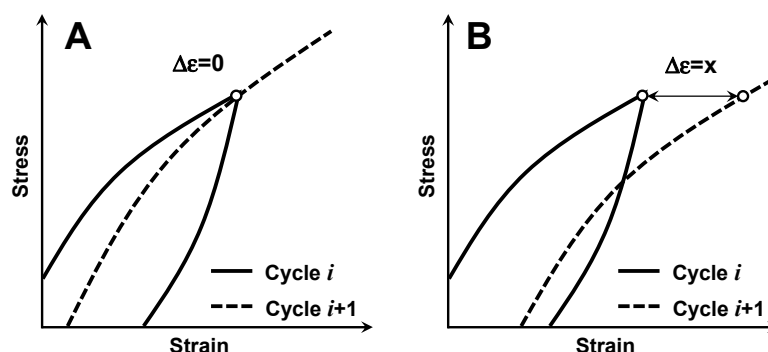 A
Δε=0
Stress
Cycle i
Cycle i+1
Strain
B
Δε=x
Stress
Cycle i
Cycle i+1
Strain